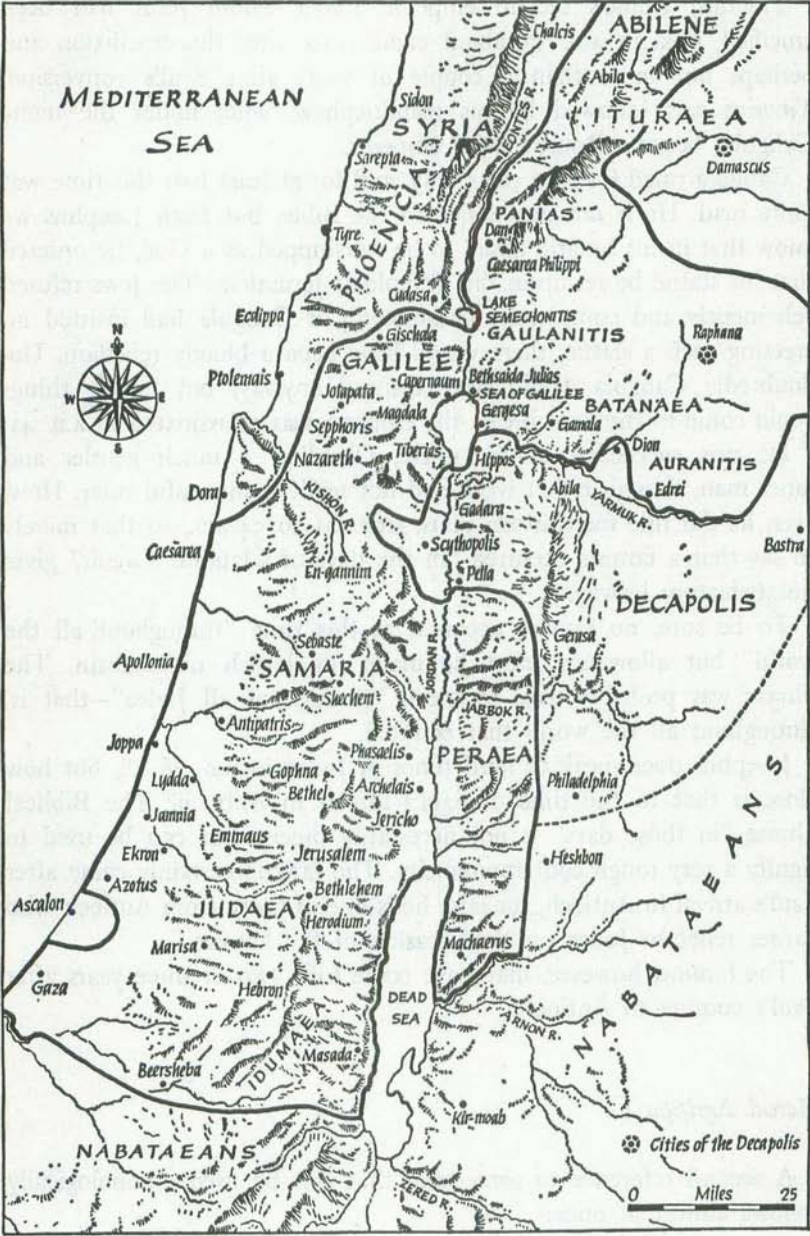 Chalcis
ABILENE
Abila
MEDITERRANEAN
SEA
Sidon
SYRIA
LEONTES R.
ITURAEA
Damascus
Sarepta
PHOENICIA
PANIAS
Dan
Tyre
Caesarea Philippi
Cadasa
LAKE
SEMECHONITIS
Ecdippa
GAULANITIS
Gischala
Raphana
N
W
E
S
GALILEE
Ptolemais
Capernaum
Bethsaida Julias
Jotapata
SEA OF GALILEE
BATANAEA
Magdala
Gergesa
Gamala
Sepphoris
Tiberias
Dion
Nazareth
Hippos
AURANITIS
Dora
KISHON R.
Abila
Edrei
Gadara
YARMUK R.
Bostra
Caesarea
Scythopolis
En-gannim
Pella
DECAPOLIS
Gerasa
Apollonia
Sebaste
SAMARIA
JORDAN R.
Shechem
JABBOK R.
Antipatris
Joppa
Phasaelis
PERAEA
Lydda
Gophna
Archelais
Philadelphia
Bethel
Jamnia
Jericho
Ekron
Emmaus
Jerusalem
Heshbon
Azotus
Bethlehem
Ascalon
JUDAEA
Herodium
Marisa
Machaerus
NABATAEANS
Gaza
Hebron
DEAD
SEA
ARNON R.
IDUMAEA
Masada
Beersheba
Kir-moab
NABATAEANS
Cities of the Decapolis
ZERED R.
0 Miles 25